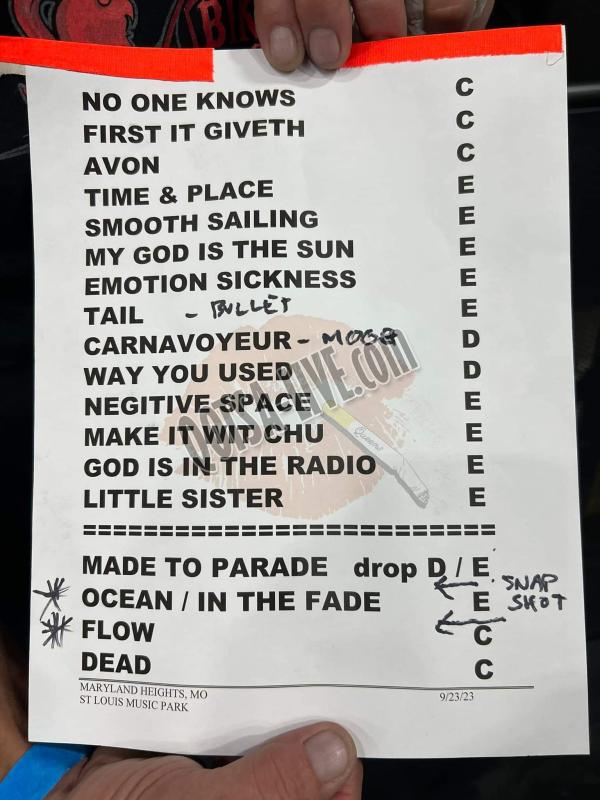 NO ONE KNOWS C
FIRST IT GIVETH C
AVON C
TIME & PLACE E
SMOOTH SAILING E
MY GOD IS THE SUN E
EMOTION SICKNESS E
TAIL - BULLET E
CARNAVOYEUR - MOOG D
WAY YOU USED D
NEGITIVE SPACE E
MAKE IT WIT CHU E
GOD IS IN THE RADIO E
LITTLE SISTER E
===========================
MADE TO PARADE drop D / E
OCEAN / IN THE FADE E SNAP SHOT
FLOW C
DEAD C
MARYLAND HEIGHTS, MO 9/23/23
ST LOUIS MUSIC PARK
QOTSALIVE.com
Queens